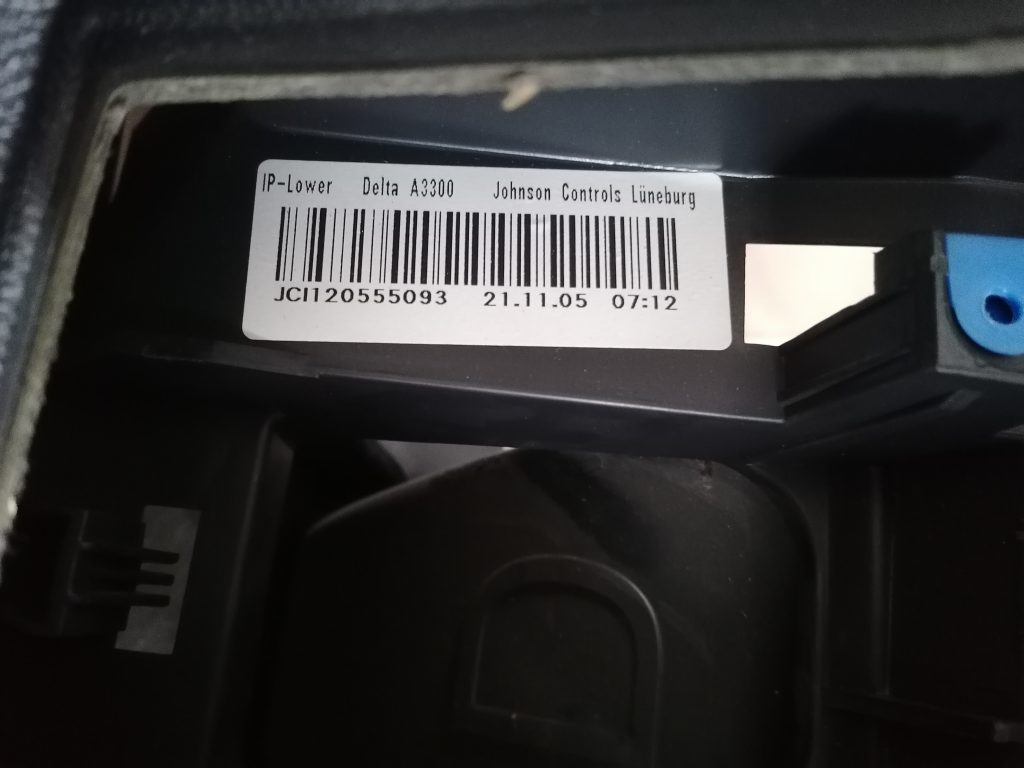 IP-Lower Delta A3300 Johnson Controls Lüneburg
JCI120555093 21.11.05 07:12